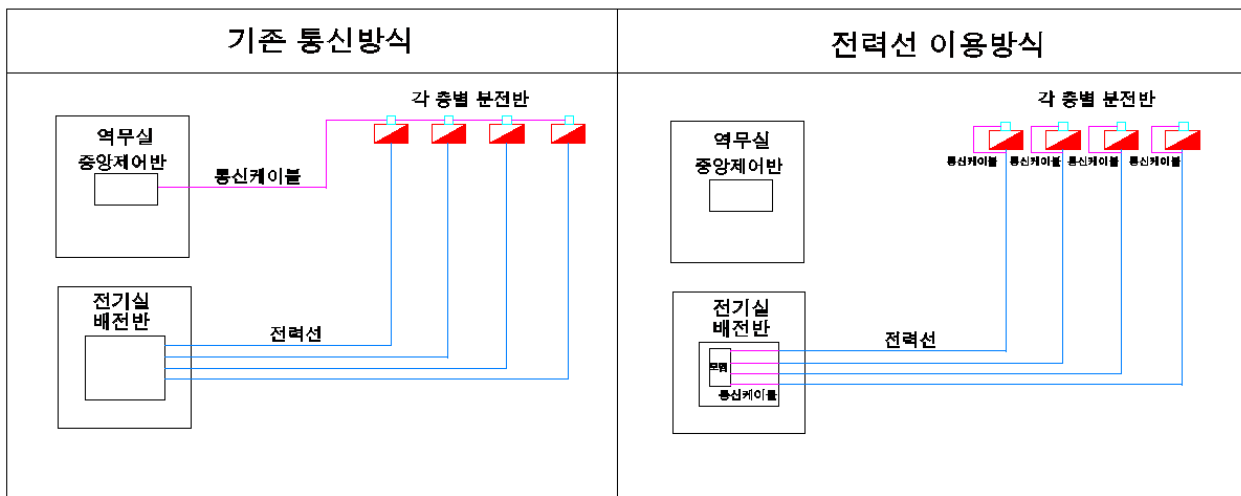 기존 통신방식
전력선 이용방식
각 층별 분전반
역무실
중앙제어반
통신케이블
전기실
배전반
전력선
각 층별 분전반
역무실
중앙제어반
통신케이블 통신케이블 통신케이블 통신케이블
전기실
배전반
전력선
모뎀
통신케이블